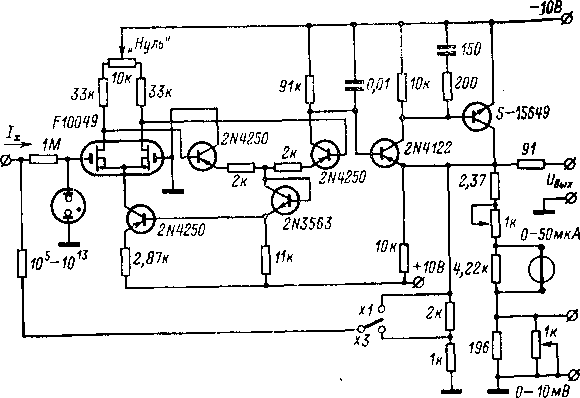 −10В
„Нуль"
10к
33к
33к
91к
0,01
10к
150
200
S−15649
F10049
Iх
1М
2N4250
2к
2к
2N4250
2N4122
91
2,37
Uвых
1к
2N4250
2N3563
0−50мкА
10⁵−10¹³
2,87к
11к
10к
+10В
4,22к
×1
×3
2к
1к
196
1к
0−10мВ